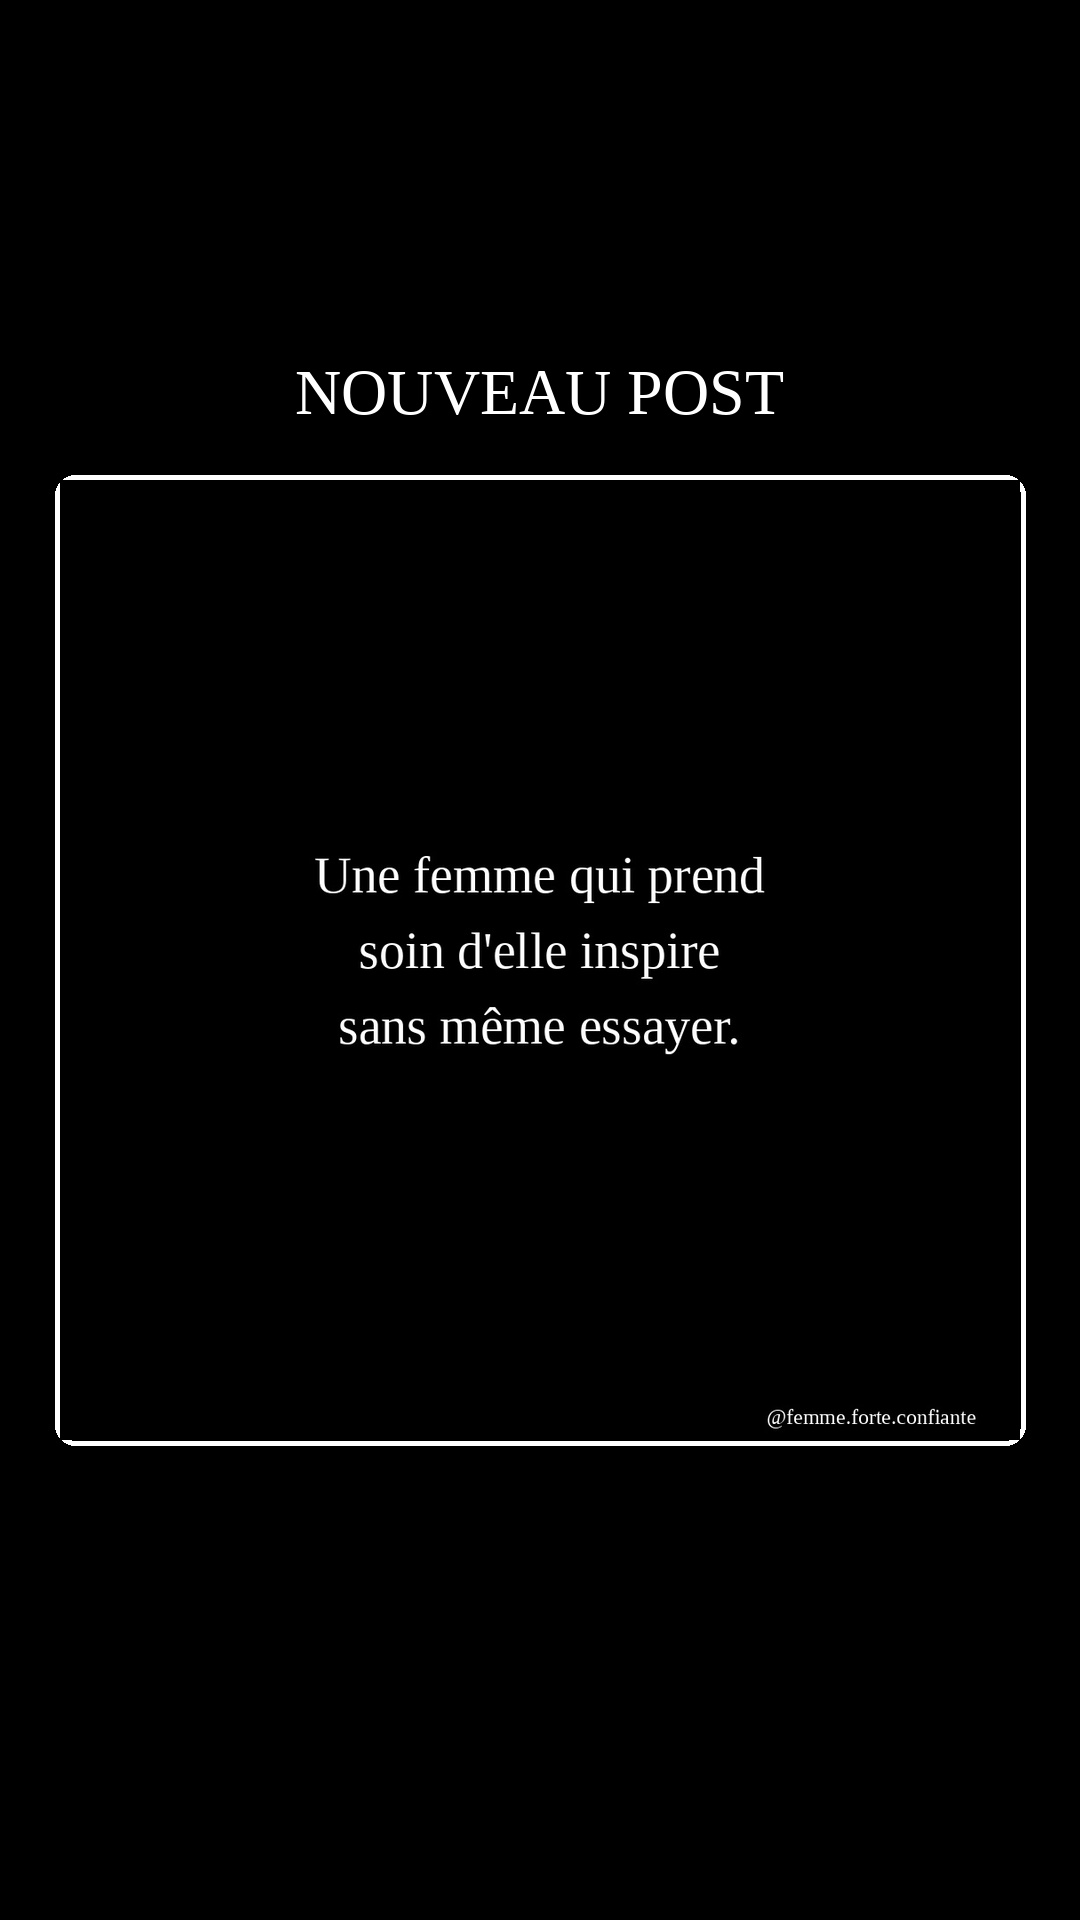 NOUVEAU POST
Une femme qui prend
soin d'elle inspire
sans même essayer.
@femme.forte.confiante